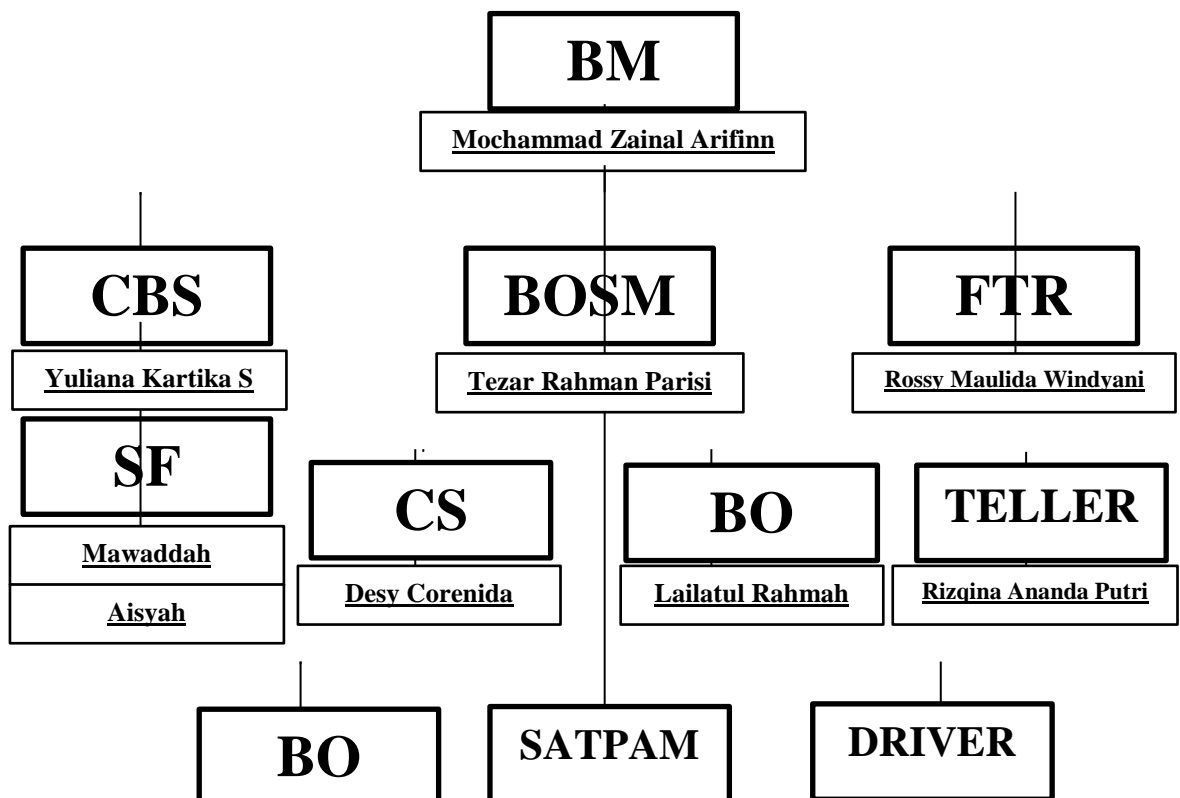 BM
Mochammad Zainal Arifinn
CBS
BOSM
FTR
Yuliana Kartika S
Tezar Rahman Parisi
Rossy Maulida Windyani
SF
CS
BO
TELLER
Mawaddah
Desy Corenida
Lailatul Rahmah
Rizqina Ananda Putri
Aisyah
BO
SATPAM
DRIVER